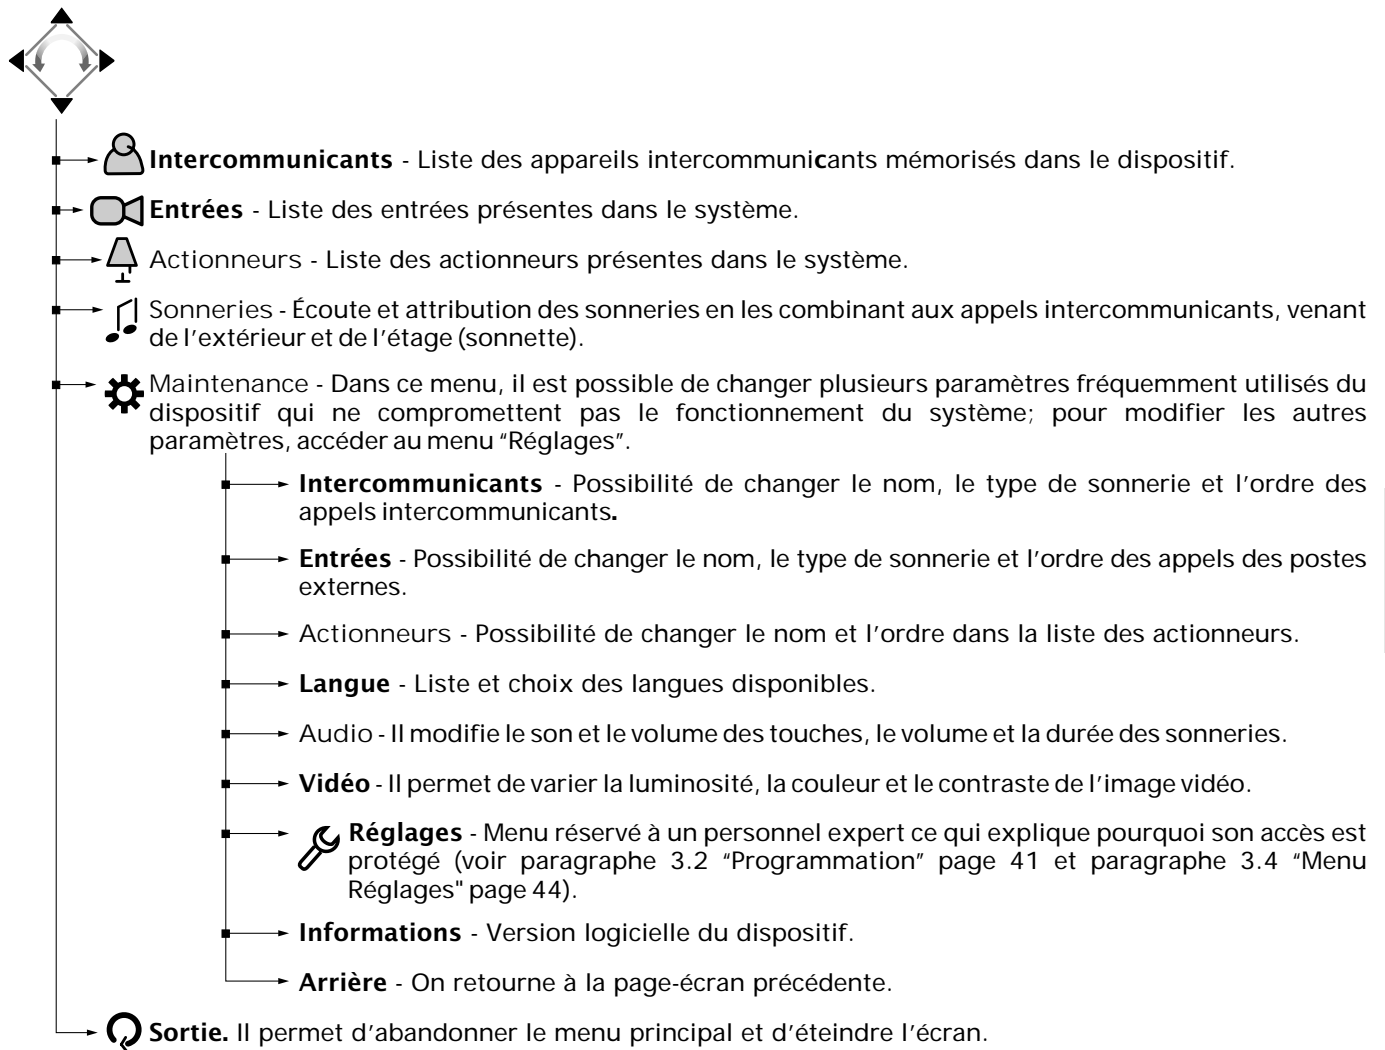 Intercommunicants - Liste des appareils intercommunicants mémorisés dans le dispositif.
Entrées - Liste des entrées présentes dans le système.
Actionneurs - Liste des actionneurs présentes dans le système.
Sonneries - Écoute et attribution des sonneries en les combinant aux appels intercommunicants, venant
de l'extérieur et de l'étage (sonnette).
Maintenance - Dans ce menu, il est possible de changer plusieurs paramètres fréquemment utilisés du
dispositif qui ne compromettent pas le fonctionnement du système; pour modifier les autres
paramètres, accéder au menu “Réglages”.
Intercommunicants - Possibilité de changer le nom, le type de sonnerie et l'ordre des
appels intercommunicants.
Entrées - Possibilité de changer le nom, le type de sonnerie et l'ordre des appels des postes
externes.
Actionneurs - Possibilité de changer le nom et l'ordre dans la liste des actionneurs.
Langue - Liste et choix des langues disponibles.
Audio - Il modifie le son et le volume des touches, le volume et la durée des sonneries.
Vidéo - Il permet de varier la luminosité, la couleur et le contraste de l'image vidéo.
Réglages - Menu réservé à un personnel expert ce qui explique pourquoi son accès est
protégé (voir paragraphe 3.2 “Programmation” page 41 et paragraphe 3.4 “Menu
Réglages" page 44).
Informations - Version logicielle du dispositif.
Arrière - On retourne à la page-écran précédente.
Sortie. Il permet d'abandonner le menu principal et d'éteindre l'écran.